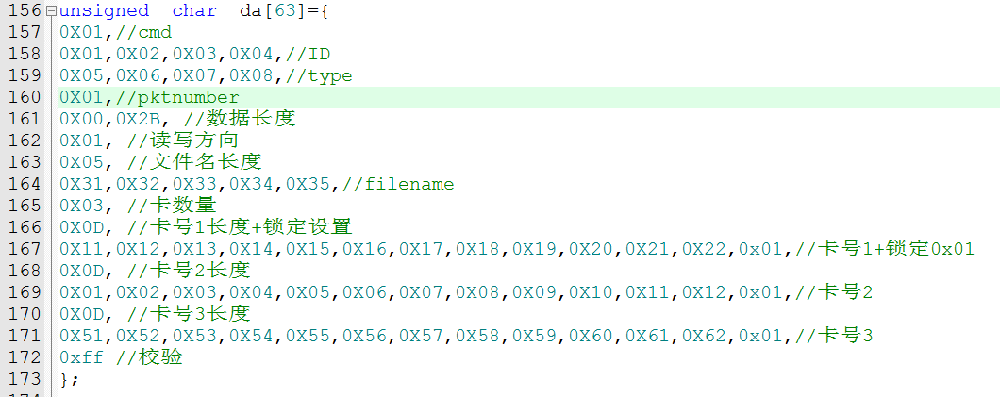 156 unsigned  char  da[63]={
157 0X01,//cmd
158 0X01,0X02,0X03,0X04,//ID
159 0X05,0X06,0X07,0X08,//type
160 0X01,//pktnumber
161 0X00,0X2B, //数据长度
162 0X01, //读写方向
163 0X05, //文件名长度
164 0X31,0X32,0X33,0X34,0X35,//filename
165 0X03, //卡数量
166 0X0D, //卡号1长度+锁定设置
167 0X11,0X12,0X13,0X14,0X15,0X16,0X17,0X18,0X19,0X20,0X21,0X22,0x01,//卡号1+锁定0x01
168 0X0D, //卡号2长度
169 0X01,0X02,0X03,0X04,0X05,0X06,0X07,0X08,0X09,0X10,0X11,0X12,0x01,//卡号2
170 0X0D, //卡号3长度
171 0X51,0X52,0X53,0X54,0X55,0X56,0X57,0X58,0X59,0X60,0X61,0X62,0x01,//卡号3
172 0xff //校验
173 };